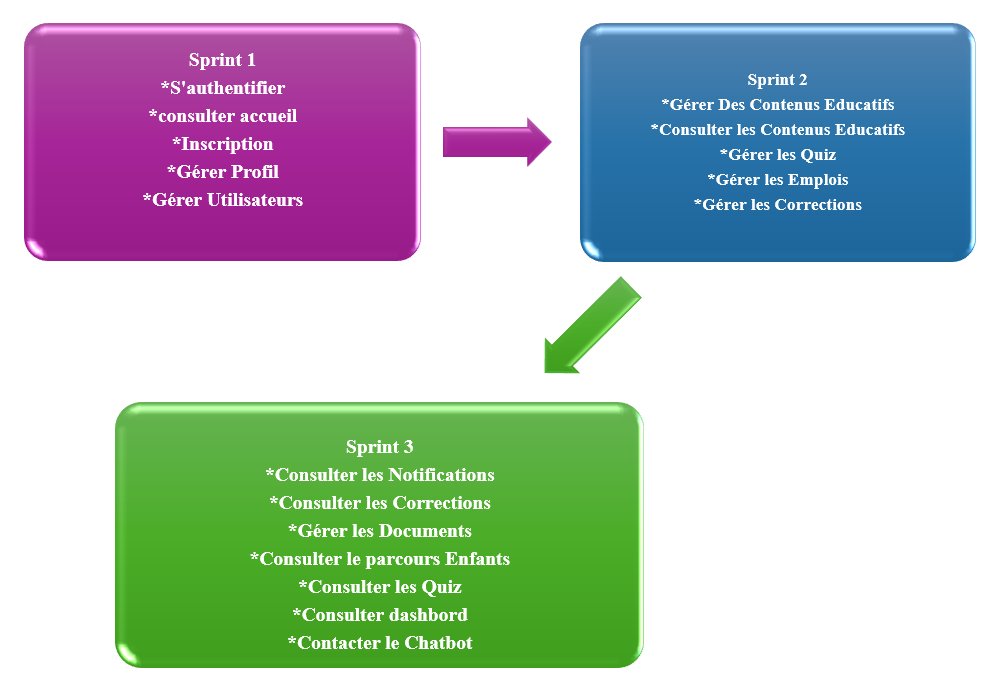 Sprint 1
*S'authentifier
*consulter accueil
*Inscription
*Gérer Profil
*Gérer Utilisateurs
Sprint 2
*Gérer Des Contenus Educatifs
*Consulter les Contenus Educatifs
*Gérer les Quiz
*Gérer les Emplois
*Gérer les Corrections
Sprint 3
*Consulter les Notifications
*Consulter les Corrections
*Gérer les Documents
*Consulter le parcours Enfants
*Consulter les Quiz
*Consulter dashbord
*Contacter le Chatbot